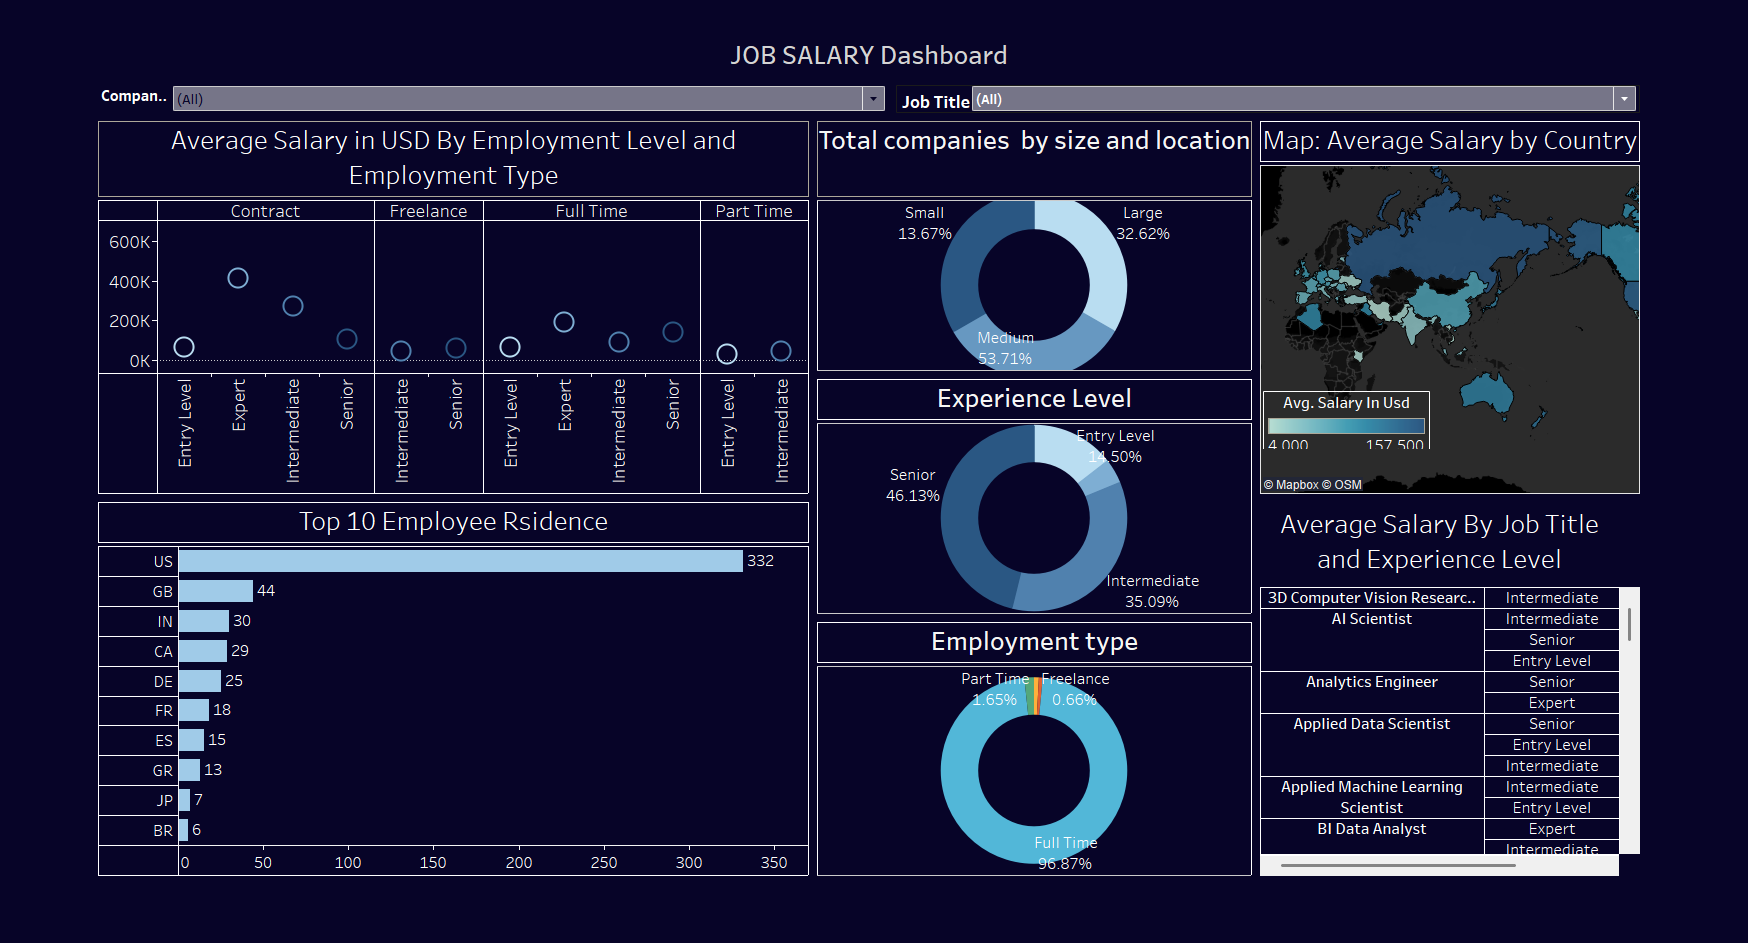 JOB SALARY Dashboard
Compan..
(All)
Job Title
(All)
Average Salary in USD By Employment Level and
Employment Type
Contract
Freelance
Full Time
Part Time
600K
400K
200K
0K
Entry Level
Expert
Intermediate
Senior
Intermediate
Senior
Entry Level
Expert
Intermediate
Senior
Entry Level
Intermediate
Top 10 Employee Rsidence
US 332
GB 44
IN 30
CA 29
DE 25
FR 18
ES 15
GR 13
JP 7
BR 6
0 50 100 150 200 250 300 350
Total companies by size and location
Small
13.67%
Large
32.62%
Medium
53.71%
Experience Level
Entry Level
14.50%
Senior
46.13%
Intermediate
35.09%
Employment type
Part Time
1.65%
Freelance
0.66%
Full Time
96.87%
Map: Average Salary by Country
Avg. Salary In Usd
4,000 157,500
© Mapbox © OSM
Average Salary By Job Title
and Experience Level
3D Computer Vision Researc.. Intermediate
AI Scientist Intermediate
Senior
Entry Level
Analytics Engineer Senior
Expert
Applied Data Scientist Senior
Entry Level
Intermediate
Applied Machine Learning Intermediate
Scientist Entry Level
BI Data Analyst Expert
Intermediate